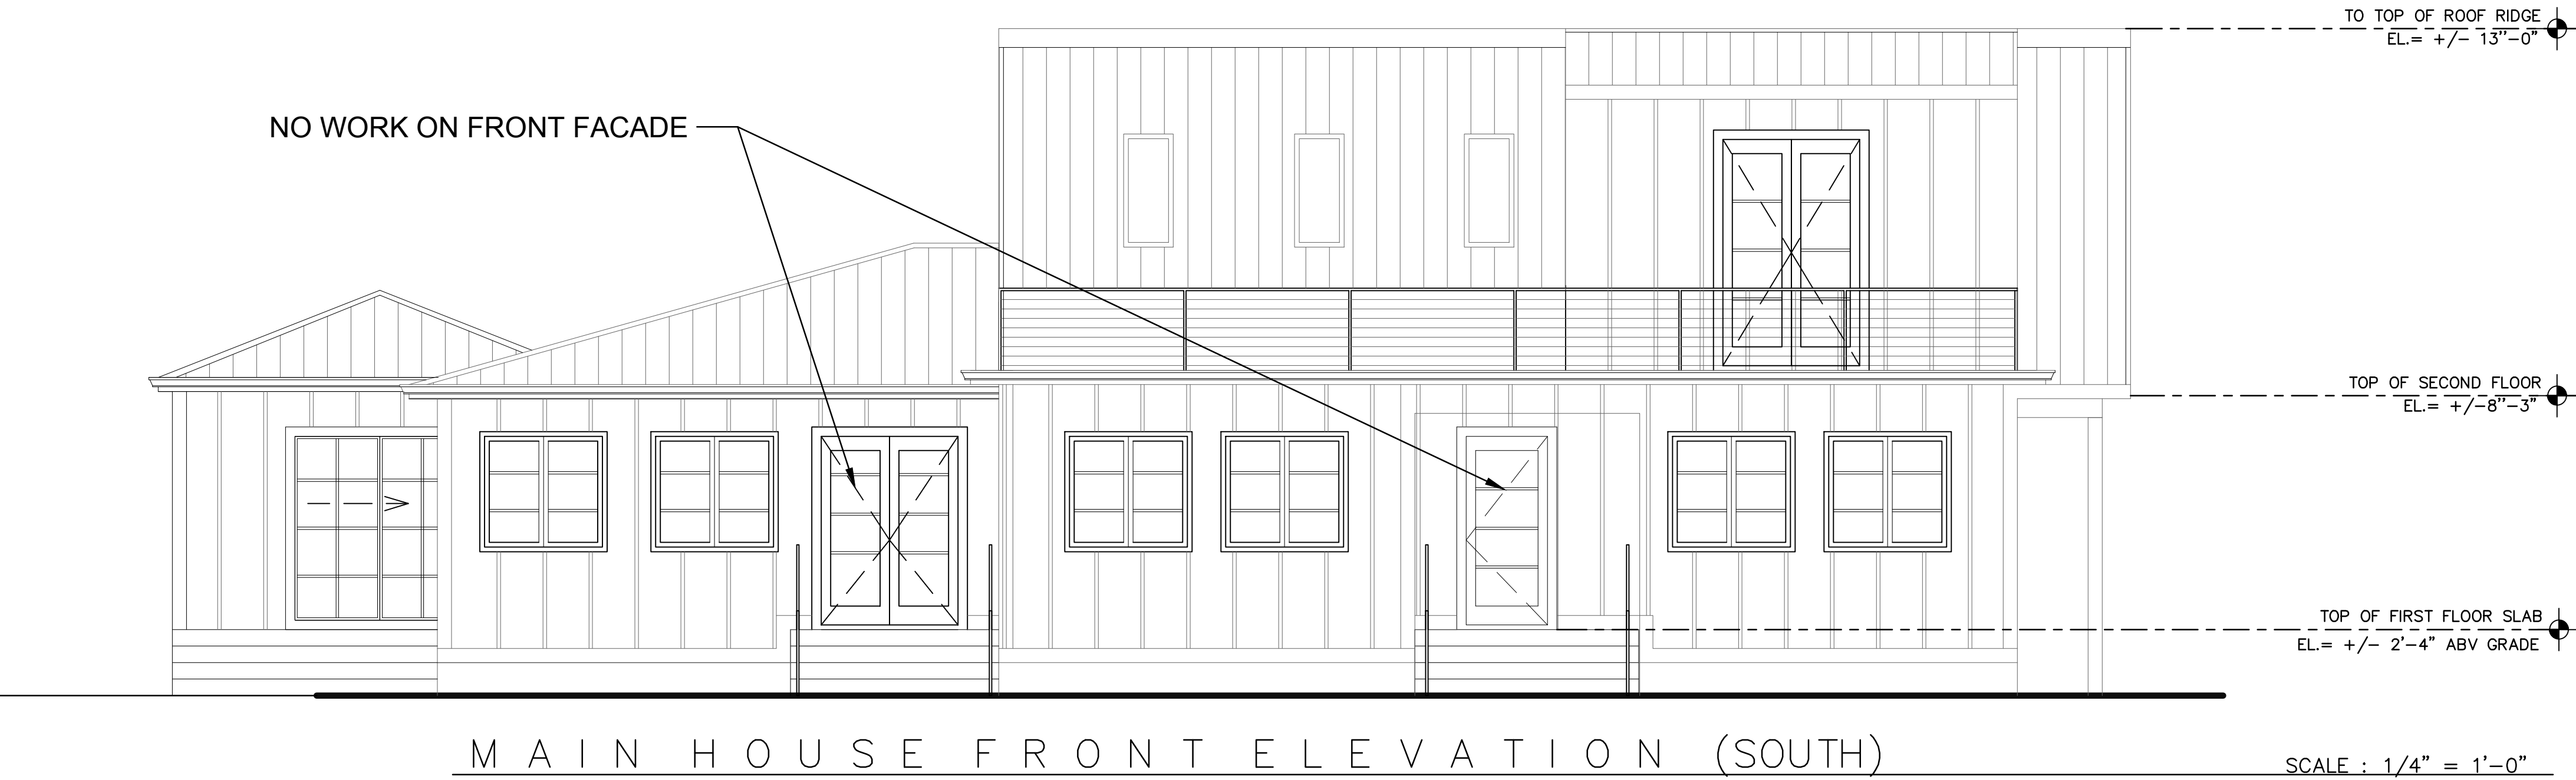 TO TOP OF ROOF RIDGE
EL.= +/- 13"-0"
NO WORK ON FRONT FACADE
TOP OF SECOND FLOOR
EL.= +/-8"-3"
TOP OF FIRST FLOOR SLAB
EL.= +/- 2'-4" ABV GRADE
MAIN HOUSE FRONT ELEVATION (SOUTH)
SCALE : 1/4" = 1'-0"